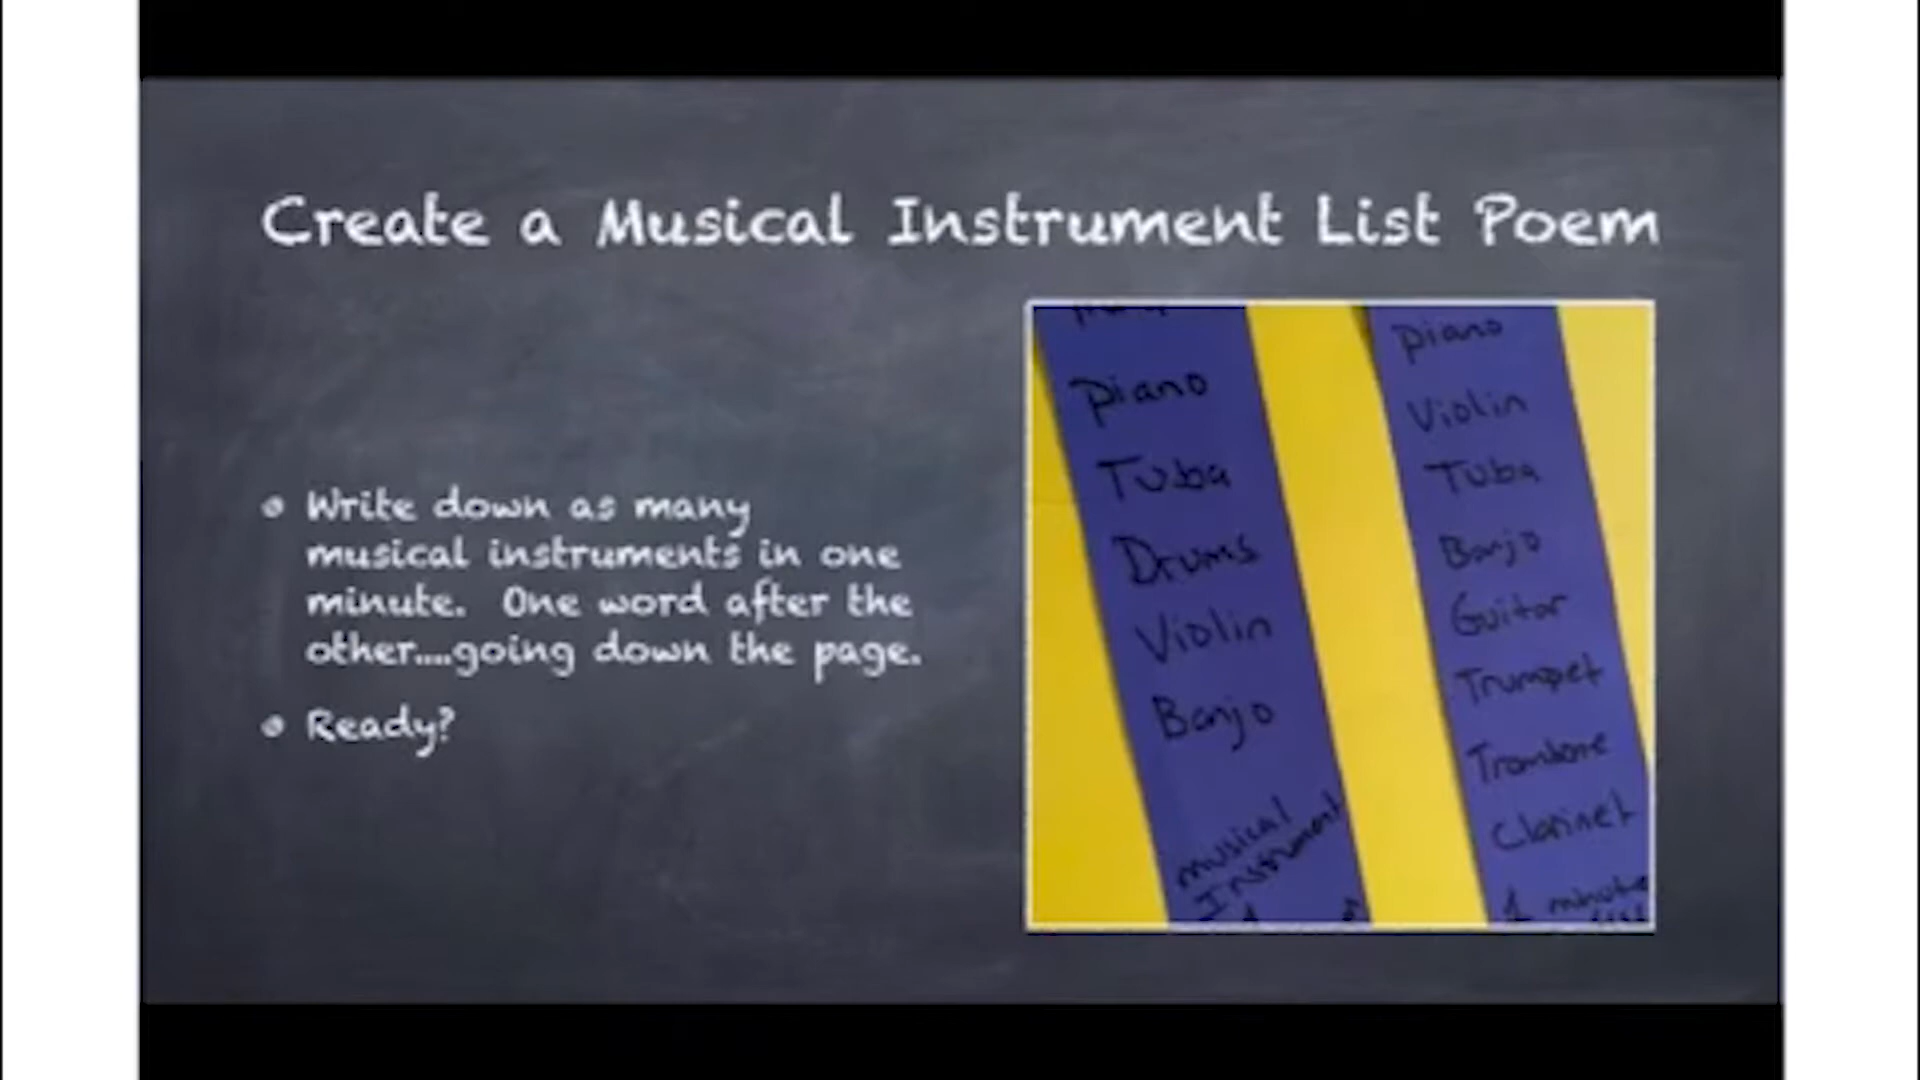 Create a Musical Instrument List Poem
Write down as many
musical instruments in one
minute. One word after the
other....going down the page.
Ready?
Piano
Tuba
Drums
Violin
Banjo
musical
Instrument
Piano
Violin
Tuba
Banjo
Guitar
Trumpet
Trombone
Clarinet
1 minute